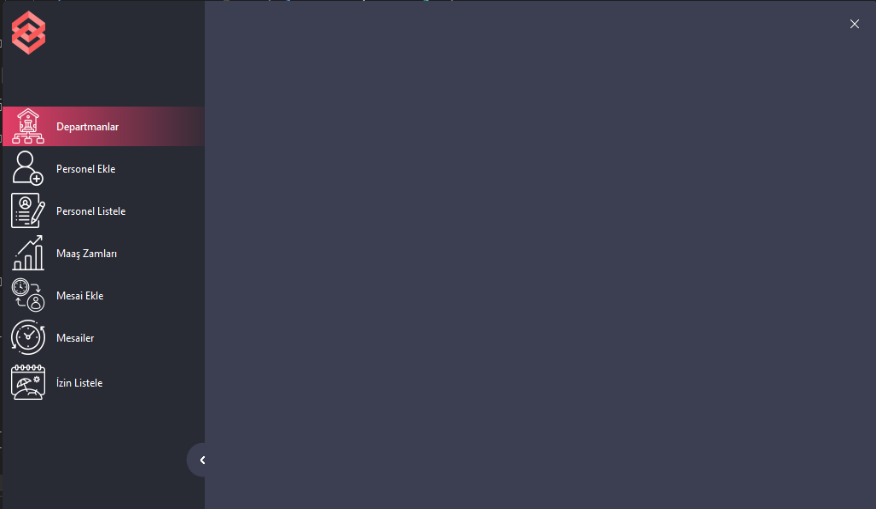 Departmanlar
Personel Ekle
Personel Listele
Maaş Zamları
Mesai Ekle
Mesailer
İzin Listele